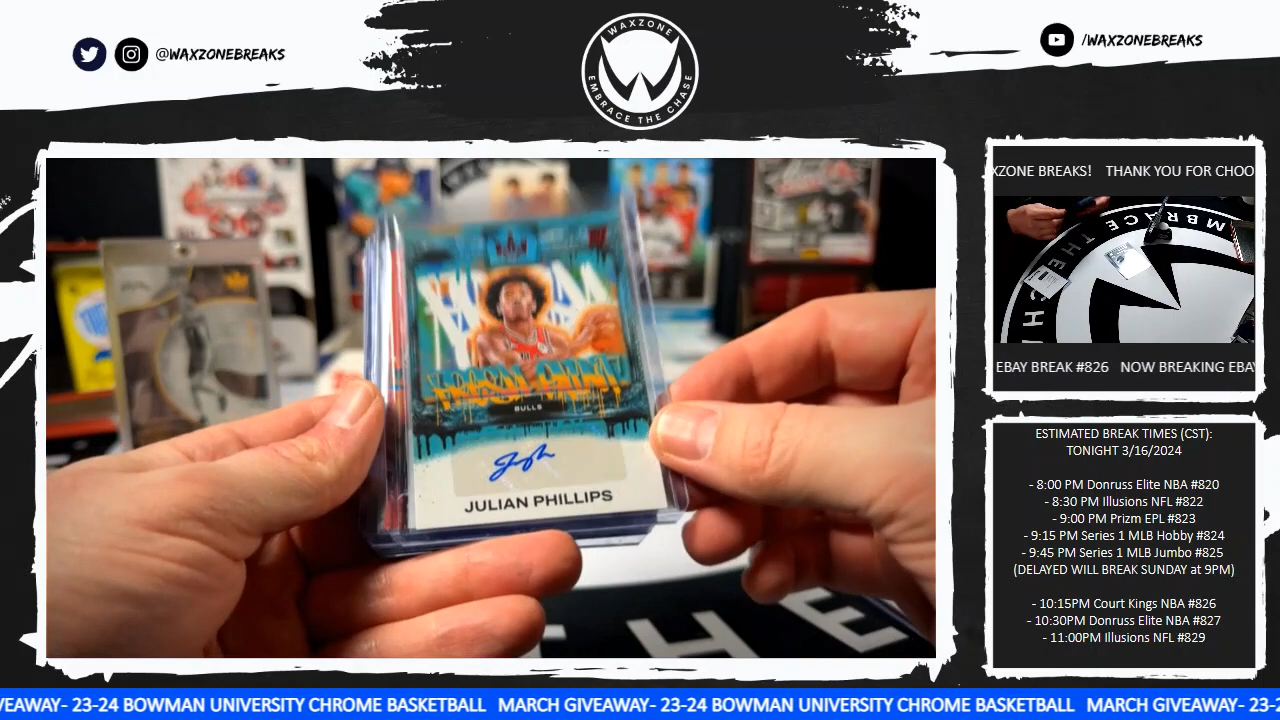 @WAXZONEBREAKS
WAXZONE
EMBRACE THE CHASE
/WAXZONEBREAKS
XZONE BREAKS! THANK YOU FOR CHOO
EMBRACE THE CHA
EBAY BREAK #826 NOW BREAKING EBA
BULLS
JULIAN PHILLIPS
THE
ESTIMATED BREAK TIMES (CST):
TONIGHT 3/16/2024
- 8:00 PM Donruss Elite NBA #820
- 8:30 PM Illusions NFL #822
- 9:00 PM Prizm EPL #823
- 9:15 PM Series 1 MLB Hobby #824
- 9:45 PM Series 1 MLB Jumbo #825
(DELAYED WILL BREAK SUNDAY at 9PM)
- 10:15PM Court Kings NBA #826
- 10:30PM Donruss Elite NBA #827
- 11:00PM Illusions NFL #829
VEAWAY- 23-24 BOWMAN UNIVERSITY CHROME BASKETBALL MARCH GIVEAWAY- 23-24 BOWMAN UNIVERSITY CHROME BASKETBALL MARCH GIVEAWAY- 23-2